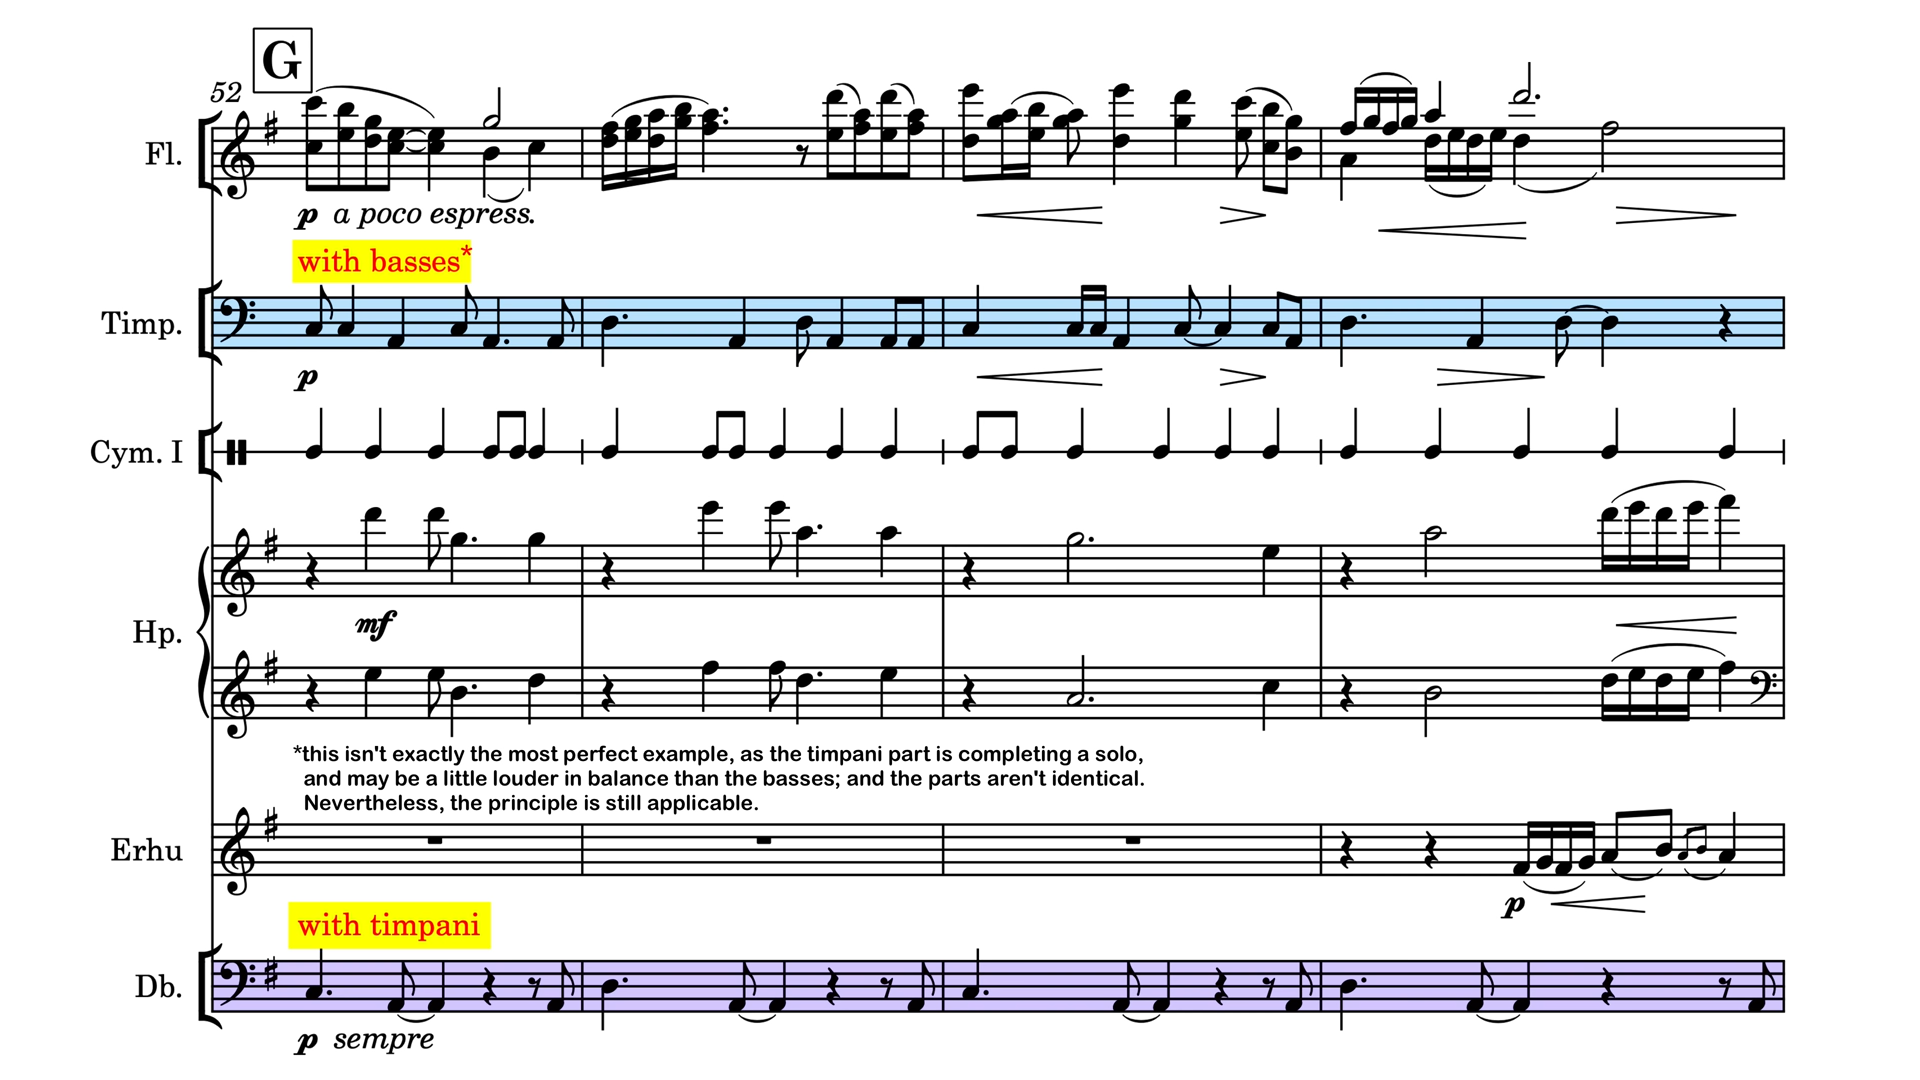 G
52
Fl.
p a poco espress.
with basses*
Timp.
p
Cym. I
Hp.
mf
*this isn't exactly the most perfect example, as the timpani part is completing a solo,
and may be a little louder in balance than the basses; and the parts aren't identical.
Nevertheless, the principle is still applicable.
Erhu
p
with timpani
Db.
p sempre